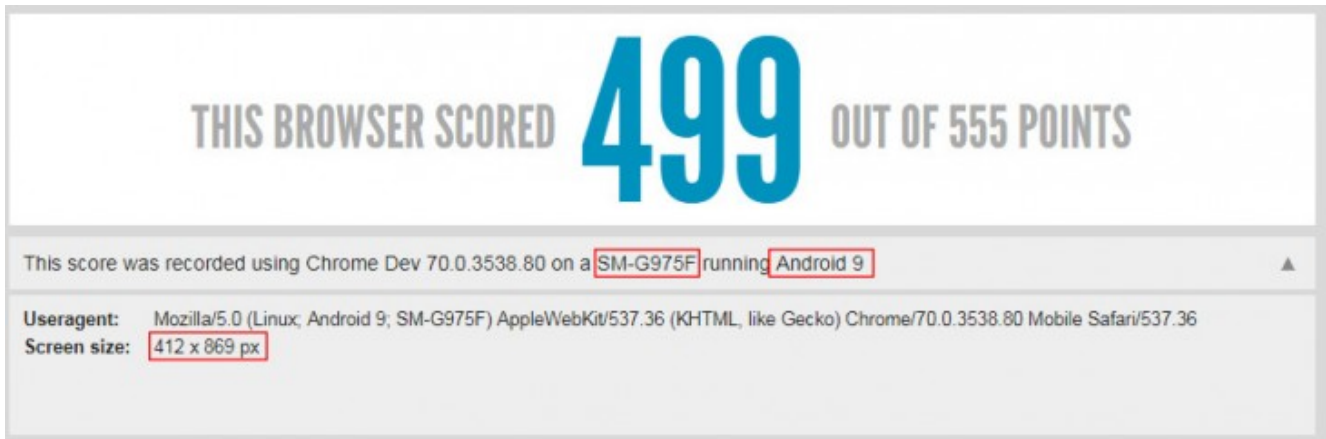 THIS BROWSER SCORED 499 OUT OF 555 POINTS
This score was recorded using Chrome Dev 70.0.3538.80 on a SM-G975F running Android 9
Useragent: Mozilla/5.0 (Linux; Android 9; SM-G975F) AppleWebKit/537.36 (KHTML, like Gecko) Chrome/70.0.3538.80 Mobile Safari/537.36
Screen size: 412 x 869 px